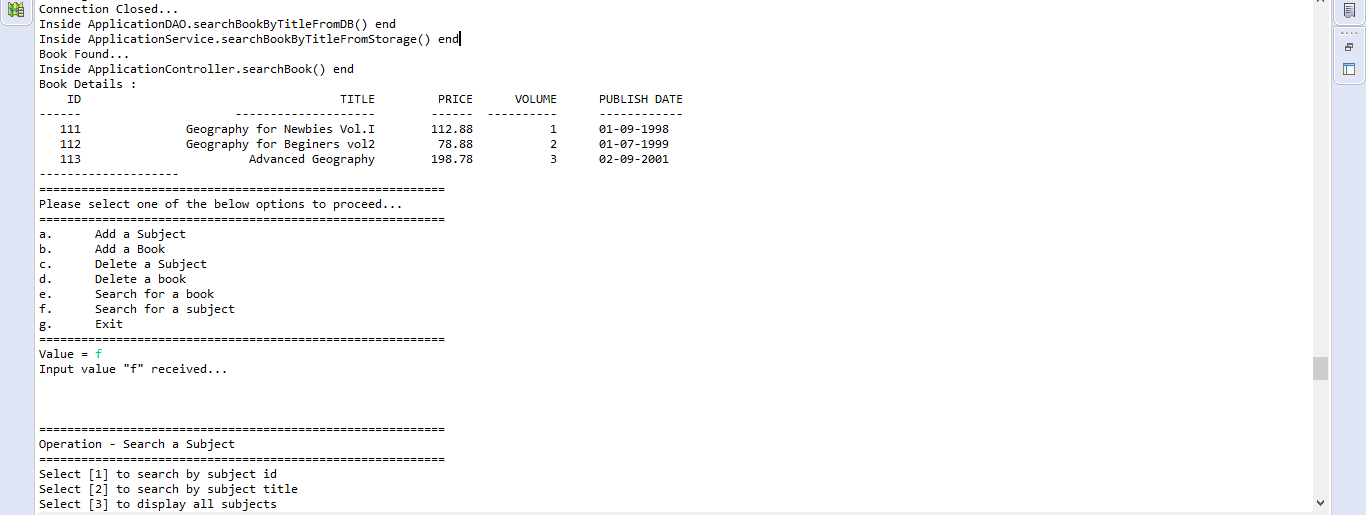 Connection Closed...
Inside ApplicationDAO.searchBookByTitleFromDB() end
Inside ApplicationService.searchBookByTitleFromStorage() end
Book Found...
Inside ApplicationController.searchBook() end
Book Details :
ID TITLE PRICE VOLUME PUBLISH DATE
------ -------------------- ------ ---------- ------------
111 Geography for Newbies Vol.I 112.88 1 01-09-1998
112 Geography for Beginers vol2 78.88 2 01-07-1999
113 Advanced Geography 198.78 3 02-09-2001
--------------------
==========================================================
Please select one of the below options to proceed...
==========================================================
a. Add a Subject
b. Add a Book
c. Delete a Subject
d. Delete a book
e. Search for a book
f. Search for a subject
g. Exit
==========================================================
Value = f
Input value "f" received...
==========================================================
Operation - Search a Subject
==========================================================
Select [1] to search by subject id
Select [2] to search by subject title
Select [3] to display all subjects